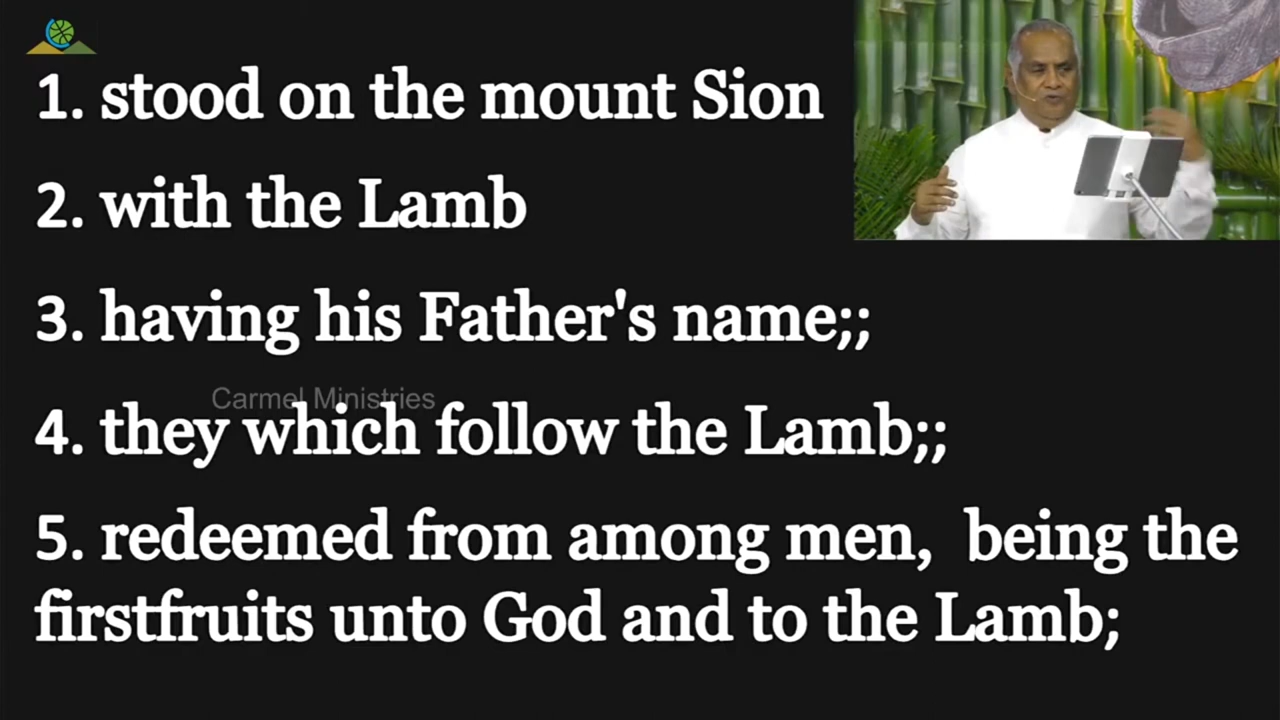 1. stood on the mount Sion
2. with the Lamb
3. having his Father's name;;
Carmel Ministries
4. they which follow the Lamb;;
5. redeemed from among men,  being the
firstfruits unto God and to the Lamb;